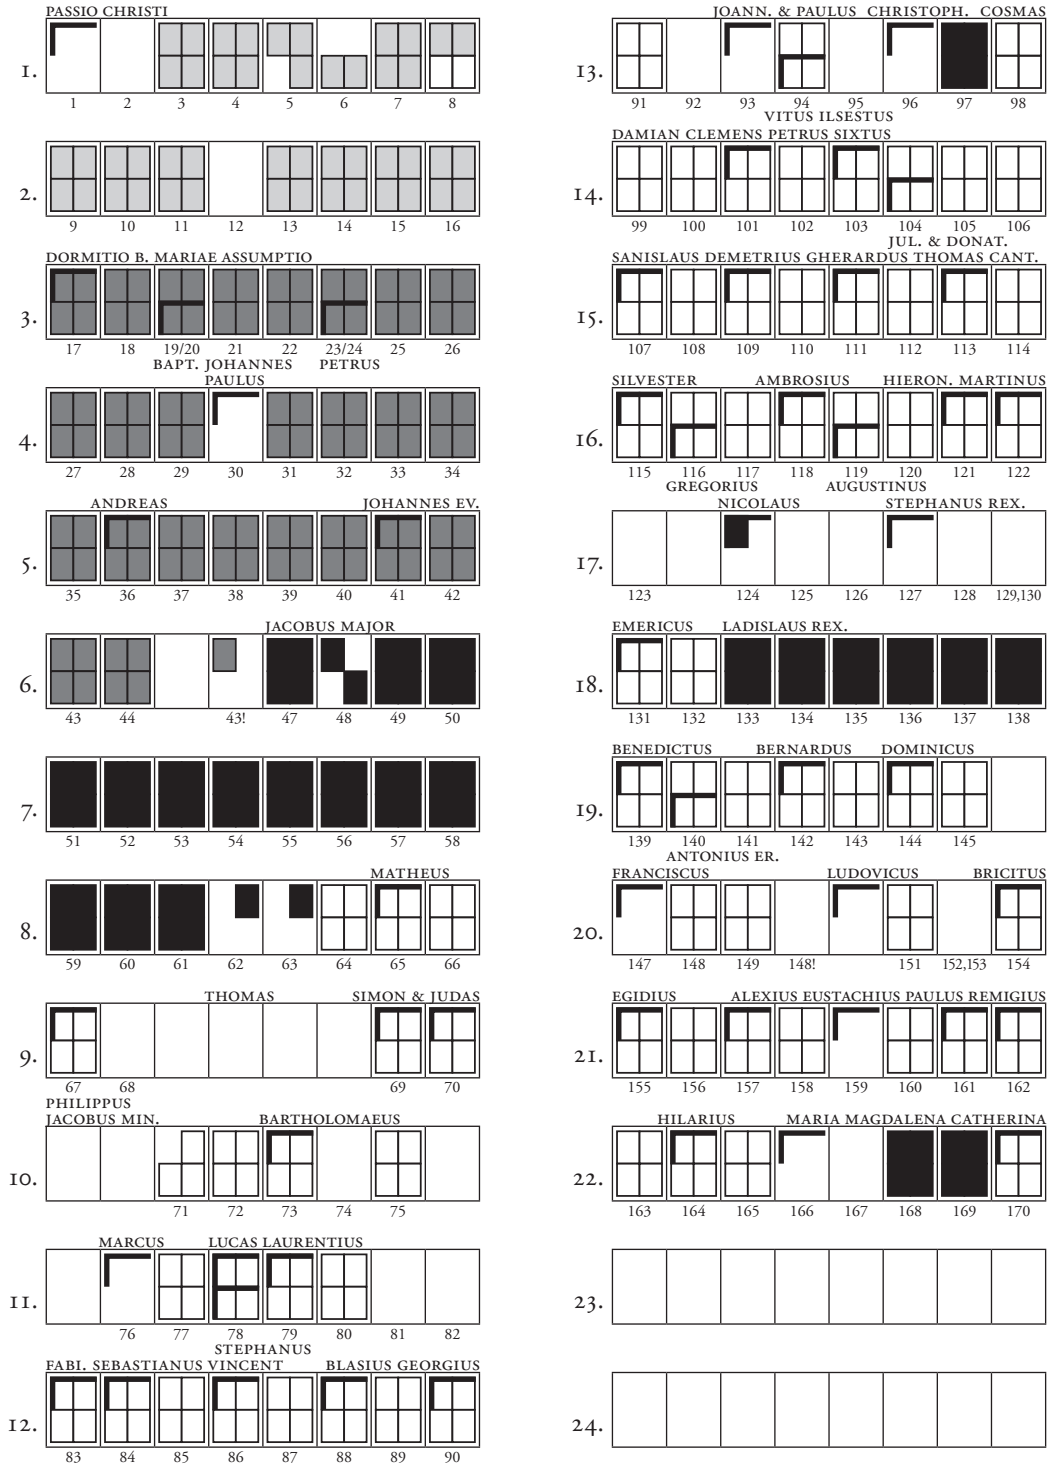 PASSIO CHRISTI
1.
1 2 3 4 5 6 7 8
2.
9 10 11 12 13 14 15 16
DORMITIO B. MARIAE ASSUMPTIO
3.
17 18 19/20 21 22 23/24 25 26
BAPT. JOHANNES PETRUS
PAULUS
4.
27 28 29 30 31 32 33 34
ANDREAS JOHANNES EV.
5.
35 36 37 38 39 40 41 42
JACOBUS MAJOR
6.
43 44 43! 47 48 49 50
7.
51 52 53 54 55 56 57 58
MATHEUS
8.
59 60 61 62 63 64 65 66
THOMAS SIMON & JUDAS
9.
67 68 69 70
PHILIPPUS
JACOBUS MIN. BARTHOLOMAEUS
10.
71 72 73 74 75
MARCUS LUCAS LAURENTIUS
11.
76 77 78 79 80 81 82
STEPHANUS
FABI. SEBASTIANUS VINCENT BLASIUS GEORGIUS
12.
83 84 85 86 87 88 89 90
JOANN. & PAULUS CHRISTOPH. COSMAS
13.
91 92 93 94 95 96 97 98
VITUS ILSESTUS
DAMIAN CLEMENS PETRUS SIXTUS
14.
99 100 101 102 103 104 105 106
JUL. & DONAT.
SANISLAUS DEMETRIUS GHERARDUS THOMAS CANT.
15.
107 108 109 110 111 112 113 114
SILVESTER AMBROSIUS HIERON. MARTINUS
16.
115 116 117 118 119 120 121 122
GREGORIUS AUGUSTINUS
NICOLAUS STEPHANUS REX.
17.
123 124 125 126 127 128 129,130
EMERICUS LADISLAUS REX.
18.
131 132 133 134 135 136 137 138
BENEDICTUS BERNARDUS DOMINICUS
19.
139 140 141 142 143 144 145
ANTONIUS ER.
FRANCISCUS LUDOVICUS BRICITUS
20.
147 148 149 148! 151 152,153 154
EGIDIUS ALEXIUS EUSTACHIUS PAULUS REMIGIUS
21.
155 156 157 158 159 160 161 162
HILARIUS MARIA MAGDALENA CATHERINA
22.
163 164 165 166 167 168 169 170
23.
24.